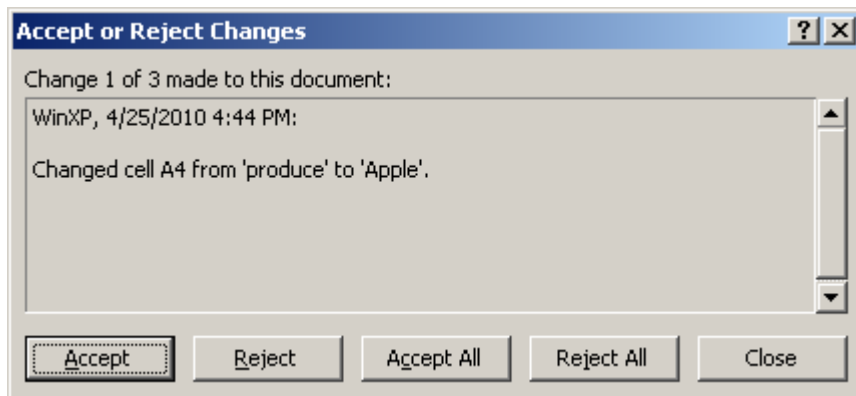 Accept or Reject Changes
Change 1 of 3 made to this document:
WinXP, 4/25/2010 4:44 PM:
Changed cell A4 from 'produce' to 'Apple'.
Accept Reject Accept All Reject All Close